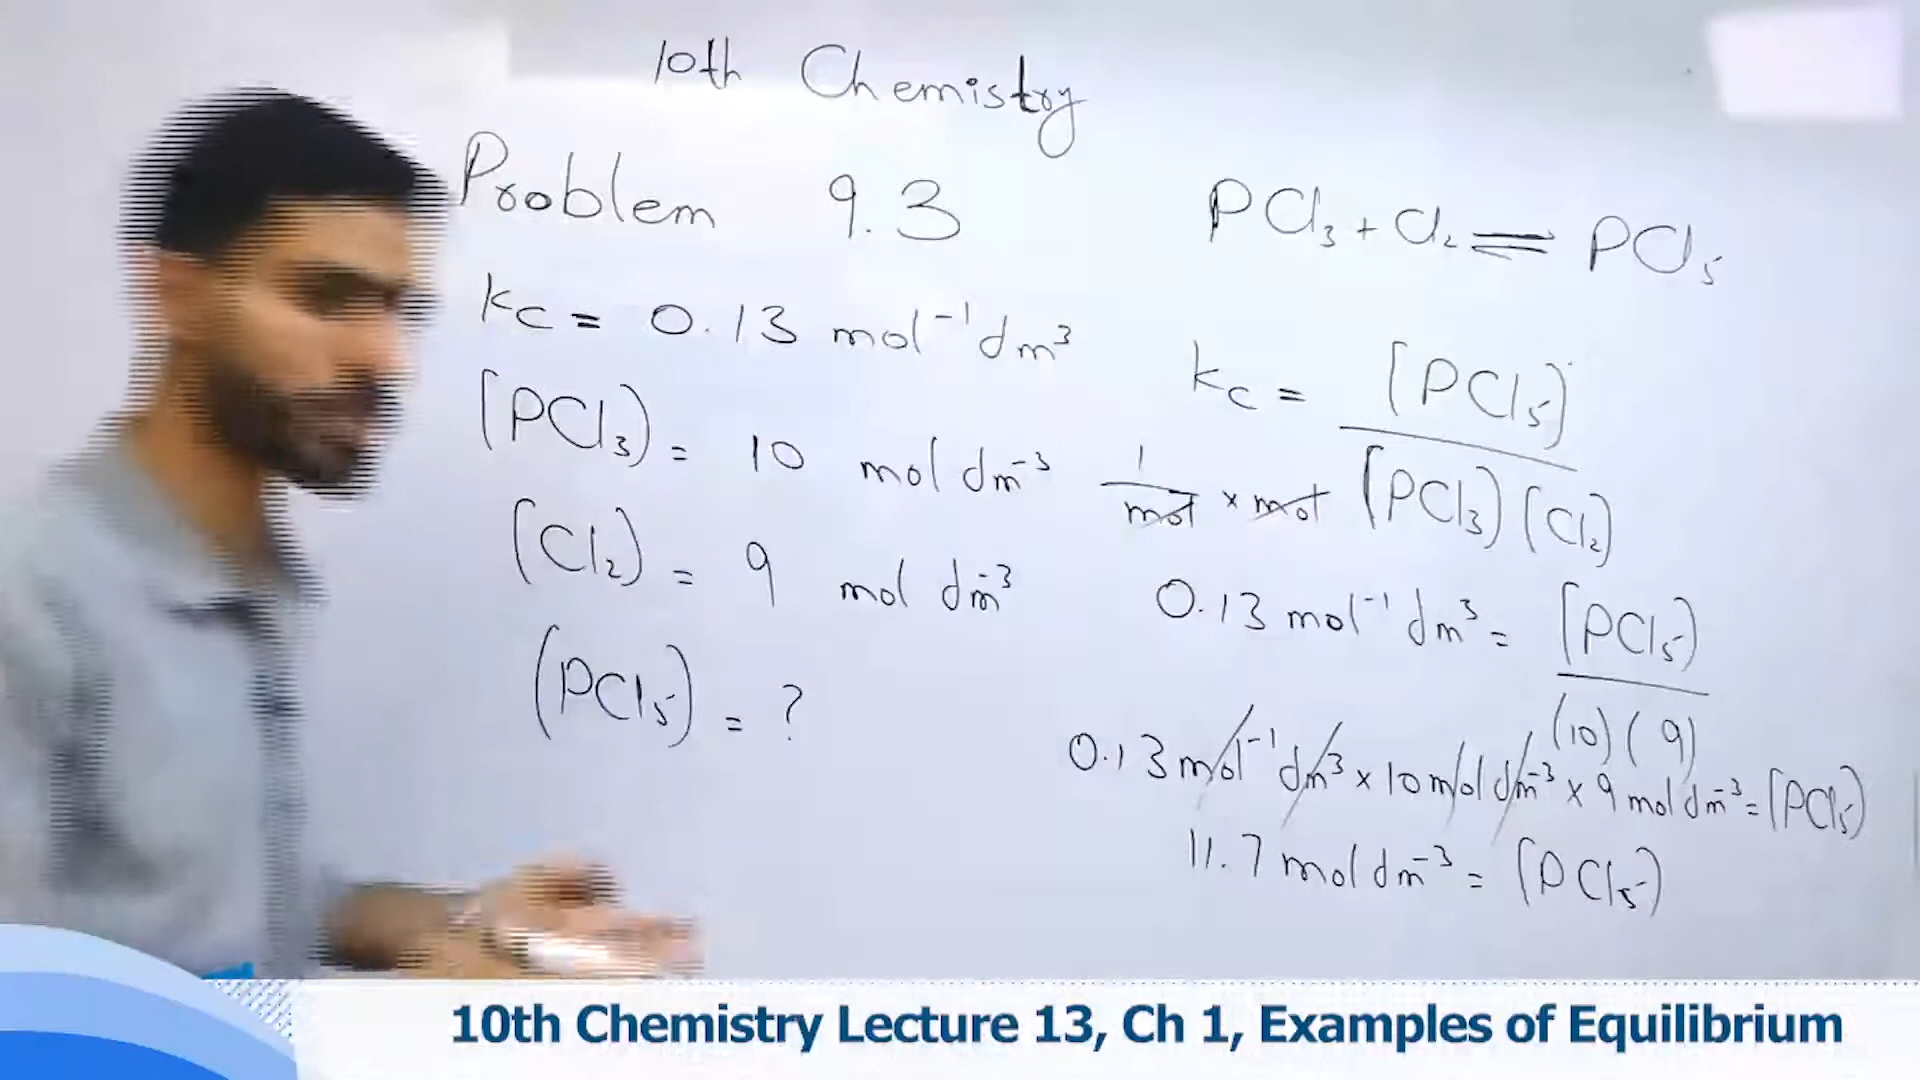 10th Chemistry
Problem 9.3
Kc = 0.13 mol⁻¹ dm³
[PCl₃] = 10 mol dm⁻³
[Cl₂] = 9 mol dm⁻³
[PCl₅] = ?
PCl₃ + Cl₂ ⇌ PCl₅
Kc = [PCl₅]
[PCl₃] [Cl₂]
1
mol × mol
0.13 mol⁻¹ dm³ = [PCl₅]
(10) (9)
0.13 mol⁻¹ dm³ × 10 mol dm⁻³ × 9 mol dm⁻³ = [PCl₅]
11.7 mol dm⁻³ = [PCl₅]
10th Chemistry Lecture 13, Ch 1, Examples of Equilibrium